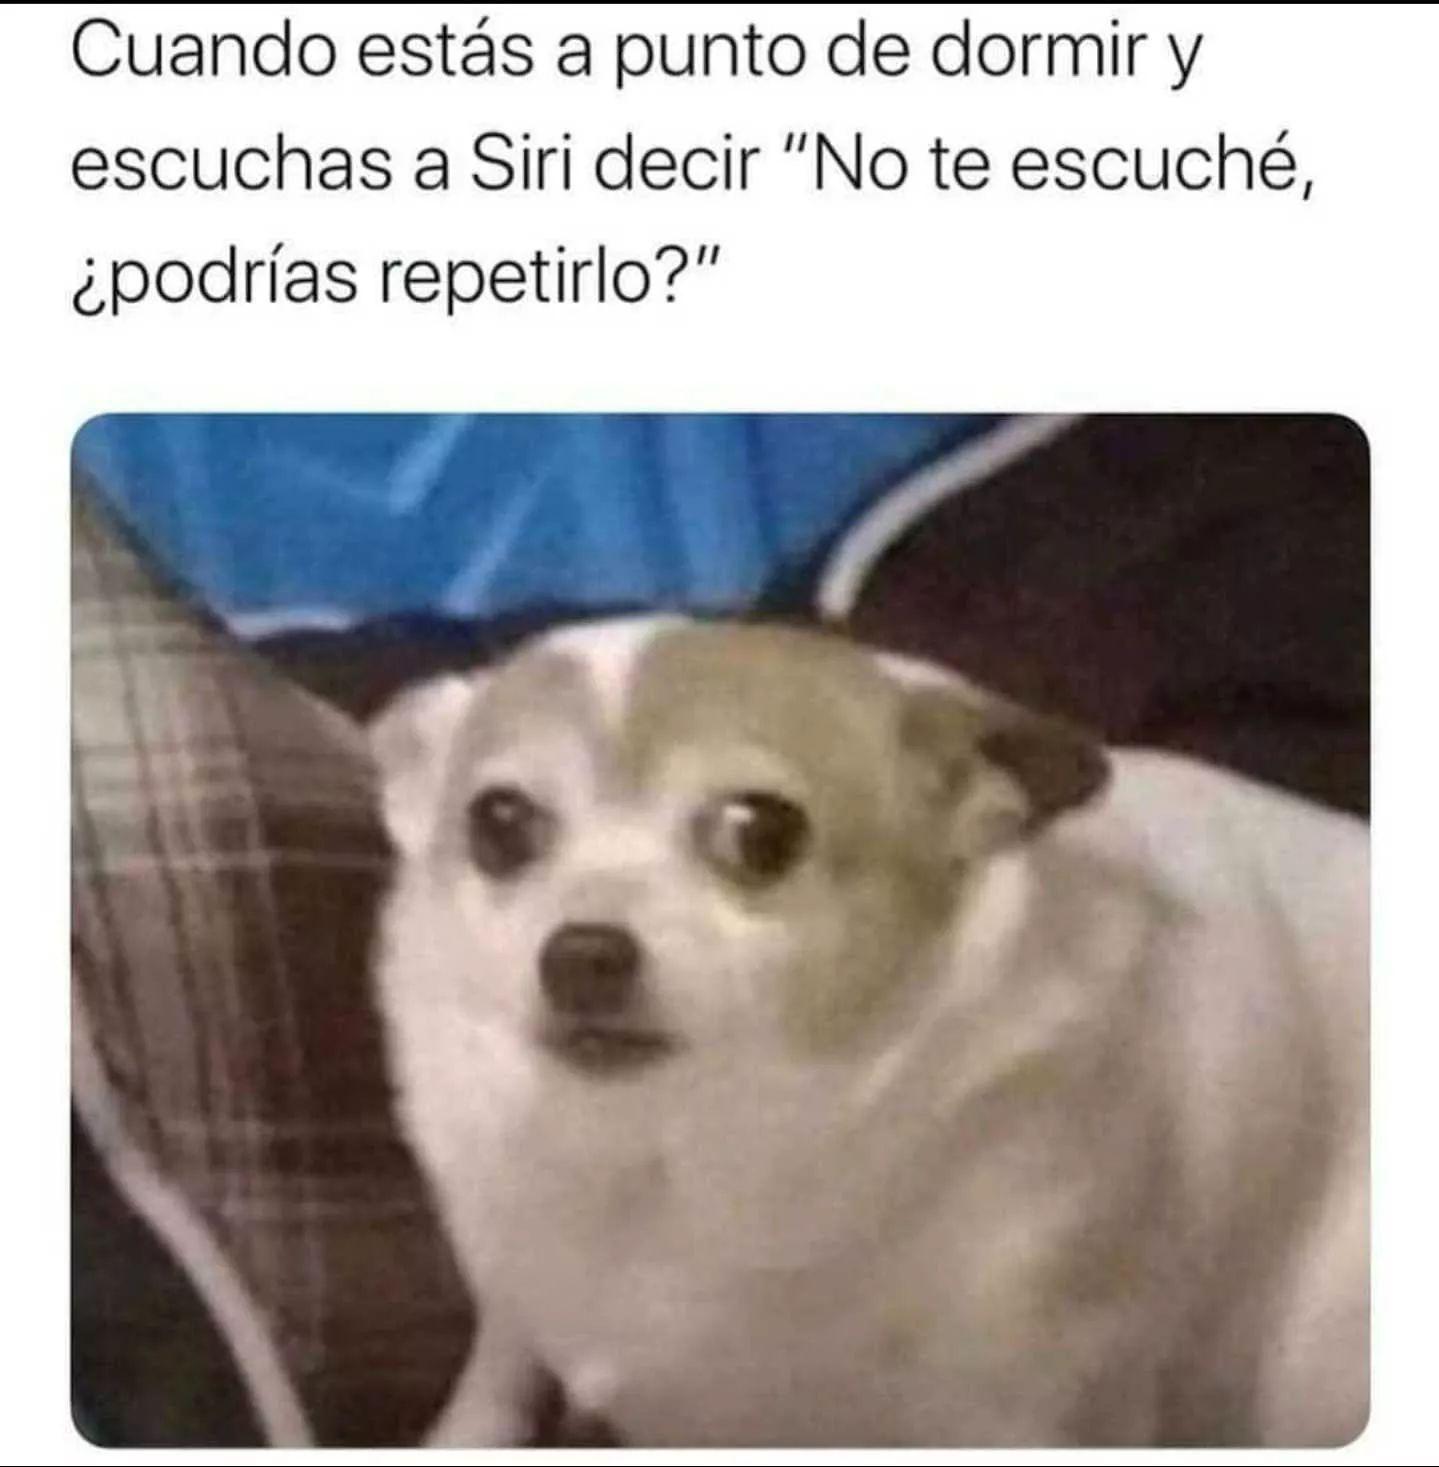 Cuando estás a punto de dormir y
escuchas a Siri decir "No te escuché,
¿podrías repetirlo?"